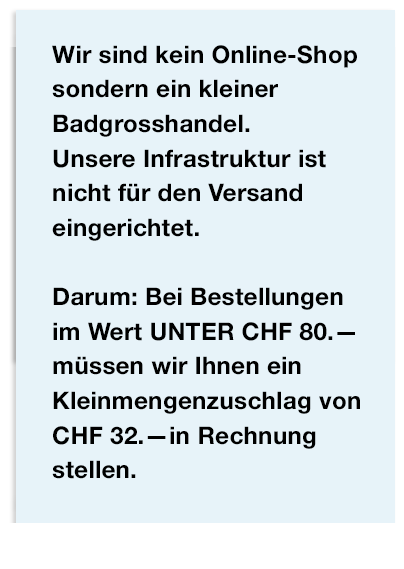 Wir sind kein Online-Shop
sondern ein kleiner
Badgrosshandel.
Unsere Infrastruktur ist
nicht für den Versand
eingerichtet.
Darum: Bei Bestellungen
im Wert UNTER CHF 80.—
müssen wir Ihnen ein
Kleinmengenzuschlag von
CHF 32.—in Rechnung
stellen.